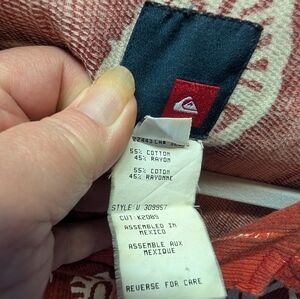 55% COTTON
45% RAYON
55% COTON
45% RAYONNE
STYLE U 309957
CUT K2089
ASSEMBLED IN
MEXICO
ASSEMBLE AUX
MEXIQUE
REVERSE FOR CARE